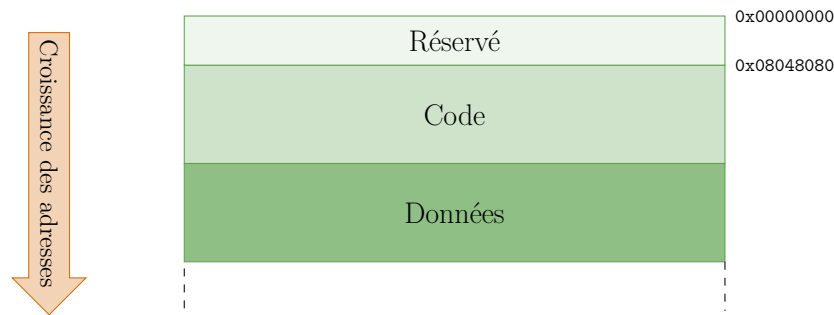 0x00000000
Réservé
0x08048080
Code
Données
Croissance des adresses